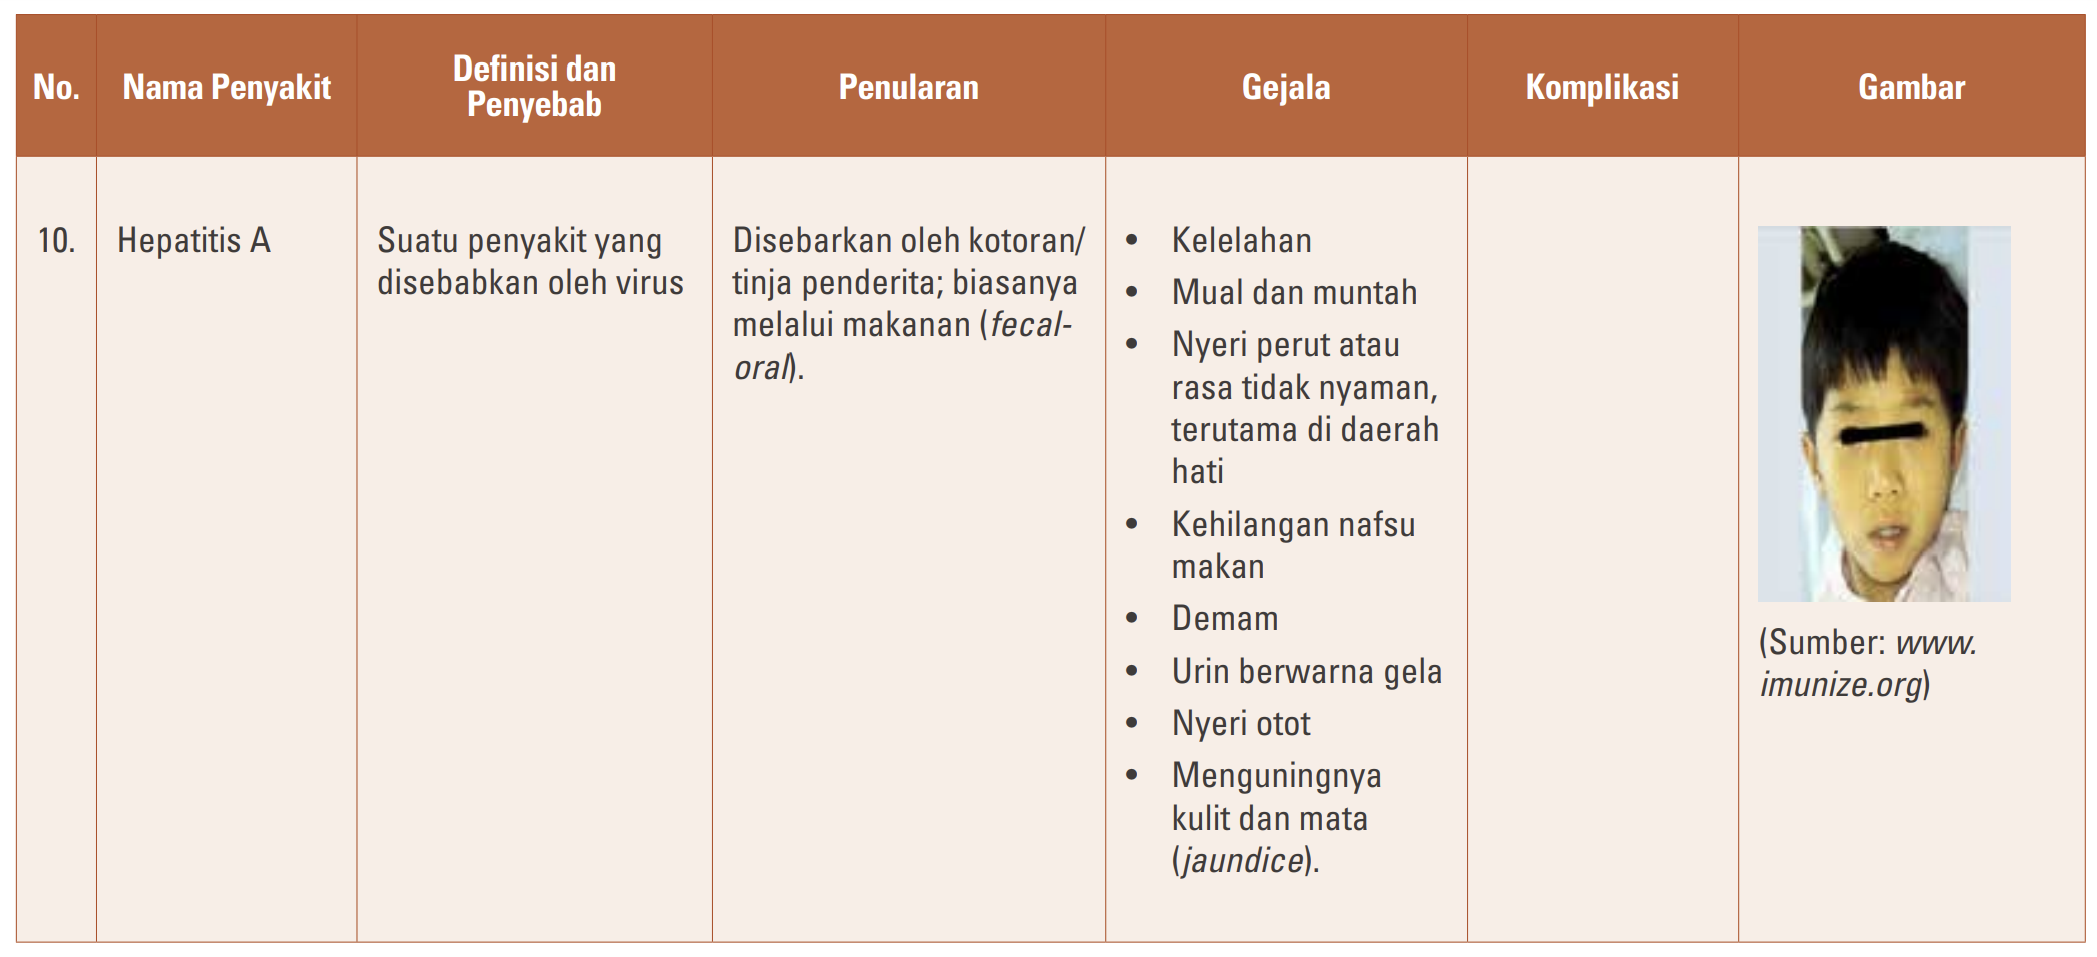 No.
Nama Penyakit
Definisi dan
Penyebab
Penularan
Gejala
Komplikasi
Gambar
10.
Hepatitis A
Suatu penyakit yang
disebabkan oleh virus
Disebarkan oleh kotoran/
tinja penderita; biasanya
melalui makanan (fecal-
oral).
• Kelelahan
• Mual dan muntah
• Nyeri perut atau
rasa tidak nyaman,
terutama di daerah
hati
• Kehilangan nafsu
makan
• Demam
• Urin berwarna gela
• Nyeri otot
• Menguningnya
kulit dan mata
(jaundice).
(Sumber: www.
imunize.org)